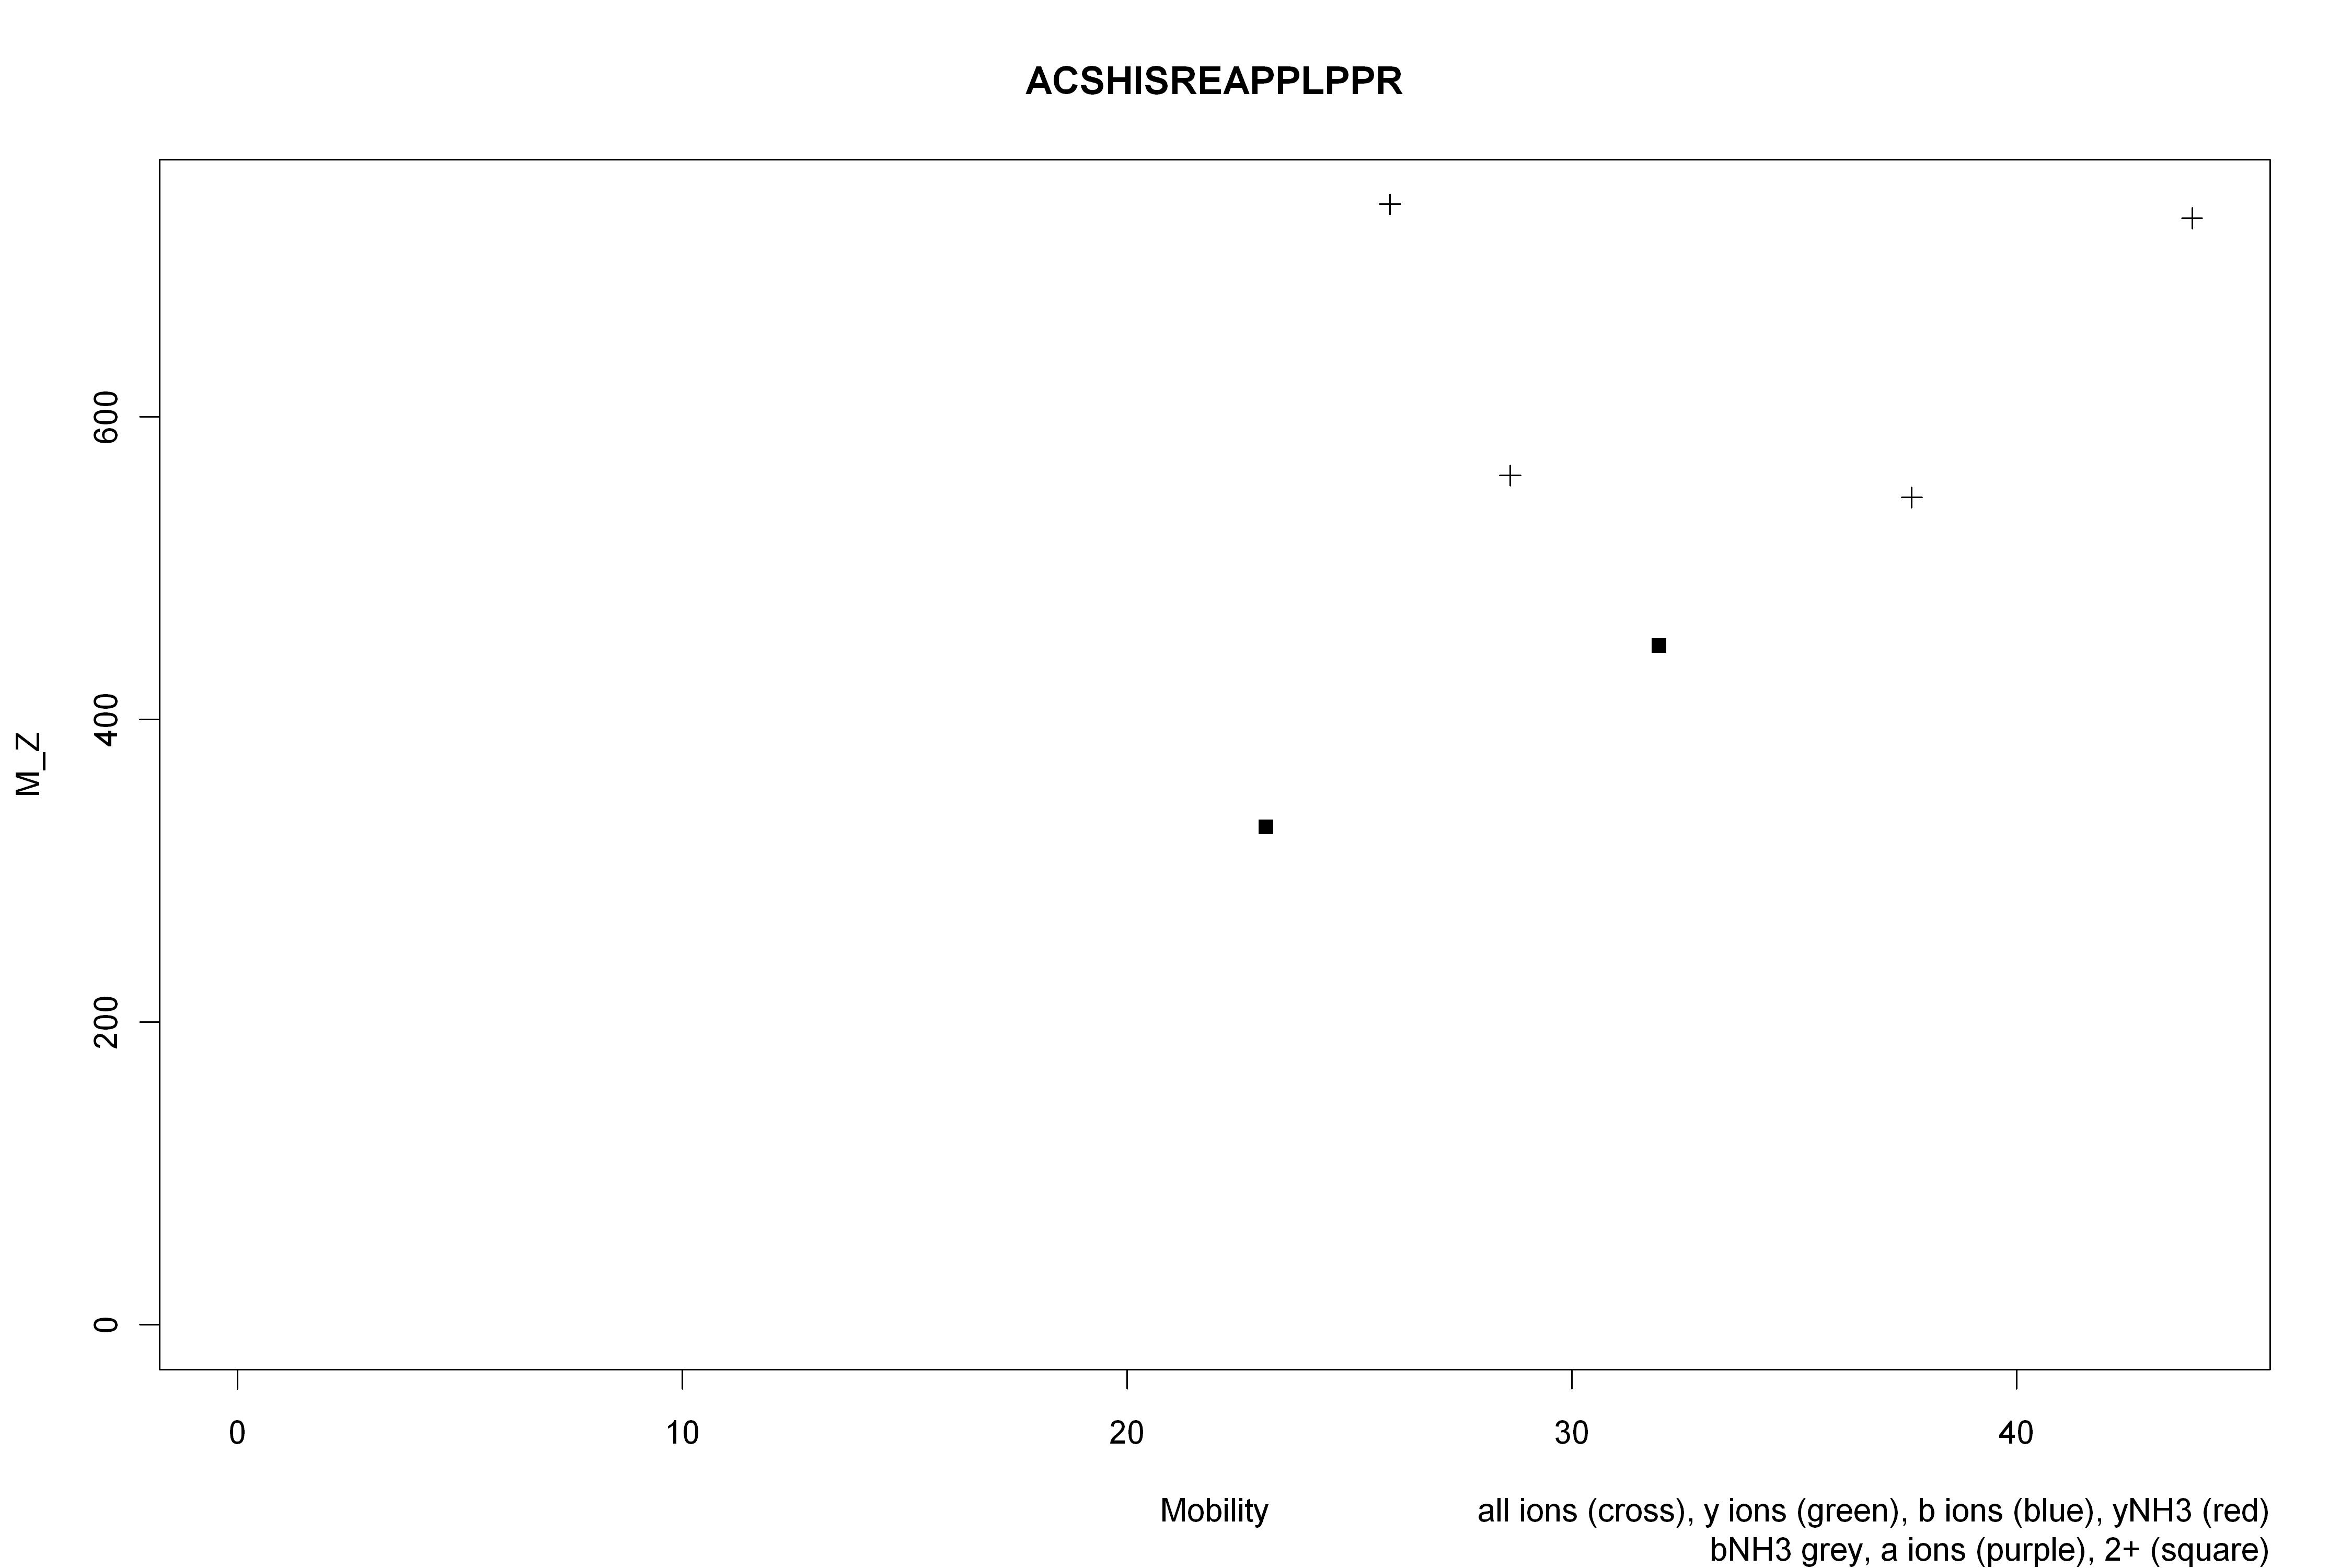 ACSHISREAPPLPPR
600
400
200
0
M_Z
0 10 20 30 40
Mobility
all ions (cross), y ions (green), b ions (blue), yNH3 (red)
bNH3 grey, a ions (purple), 2+ (square)